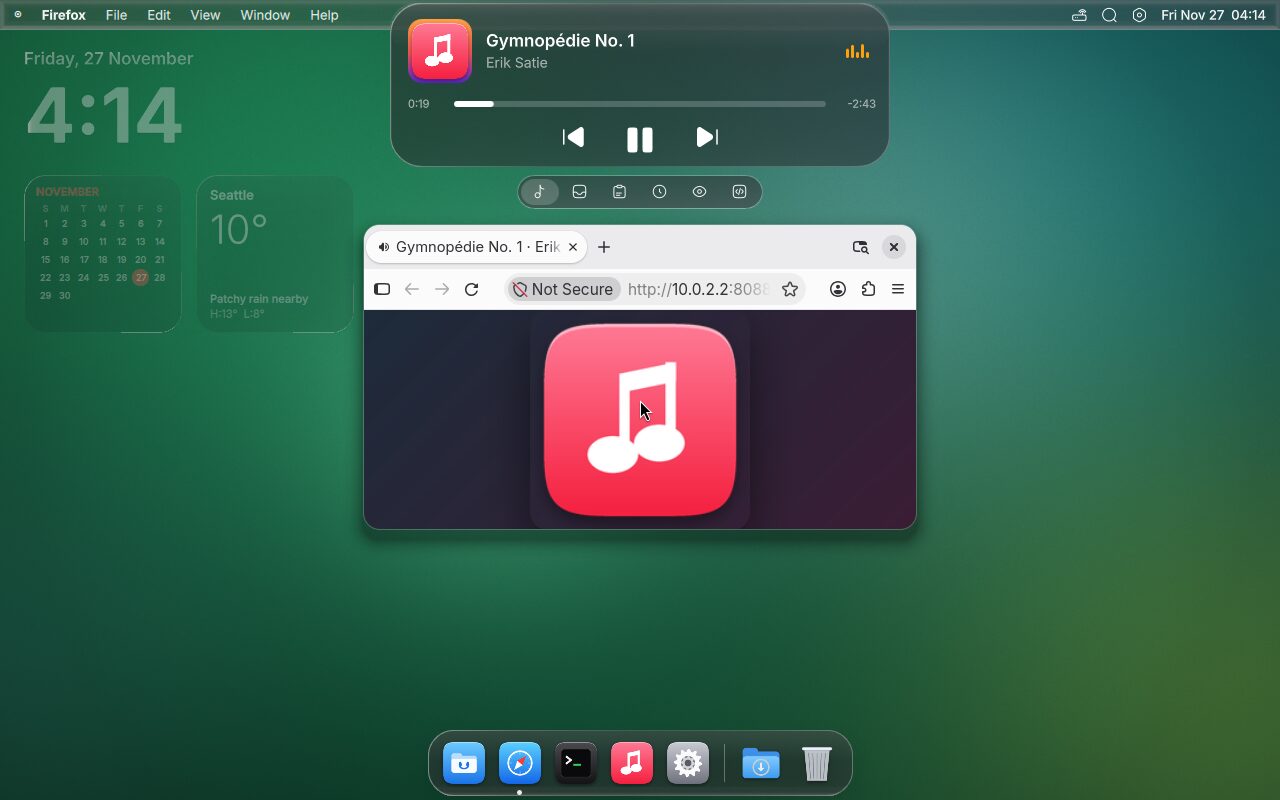 Firefox File Edit View Window Help
Fri Nov 27 04:14
Gymnopédie No. 1
Erik Satie
0:19
-2:43
Friday, 27 November
4:14
NOVEMBER
S M T W T F S
1 2 3 4 5 6 7
8 9 10 11 12 13 14
15 16 17 18 19 20 21
22 23 24 25 26 27 28
29 30
Seattle
10°
Patchy rain nearby
H:13° L:8°
Gymnopédie No. 1 · Erik
Not Secure http://10.0.2.2:8088